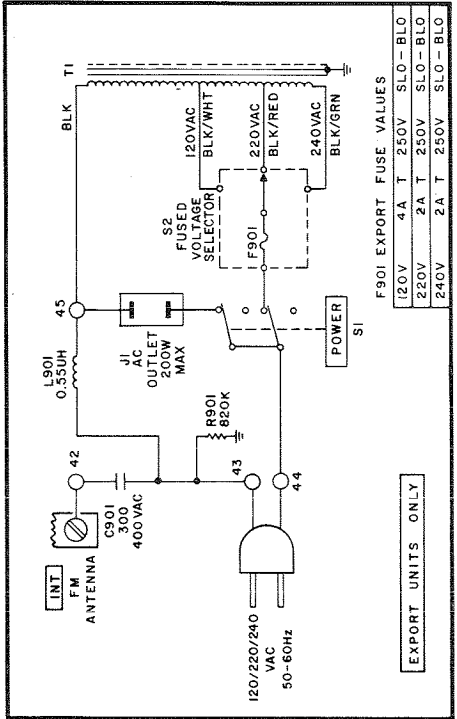 INT
FM
ANTENNA
42
C901
300
400VAC
L901
0.55UH
45
BLK
T1
J1
AC
OUTLET
200W
MAX
R901
820K
43
44
120/220/240
VAC
50-60Hz
S2
FUSED
VOLTAGE
SELECTOR
F901
120VAC
BLK/WHT
220VAC
BLK/RED
240VAC
BLK/GRN
POWER
S1
EXPORT UNITS ONLY
F901 EXPORT FUSE VALUES
120V 4A T 250V SLO-BLO
220V 2A T 250V SLO-BLO
240V 2A T 250V SLO-BLO